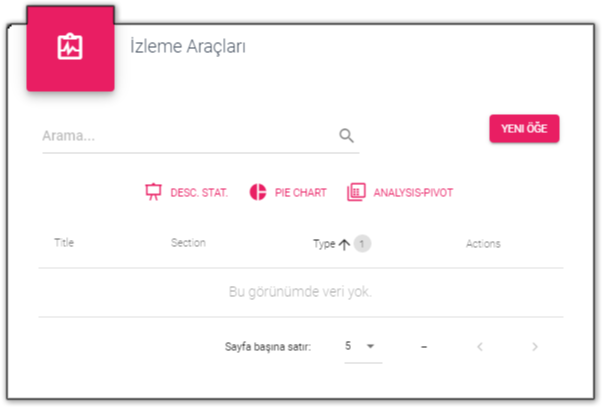 İzleme Araçları
Arama...
YENI ÖĞE
DESC. STAT. PIE CHART ANALYSIS-PIVOT
Title Section Type 1 Actions
Bu görünümde veri yok.
Sayfa başına satır: 5 –